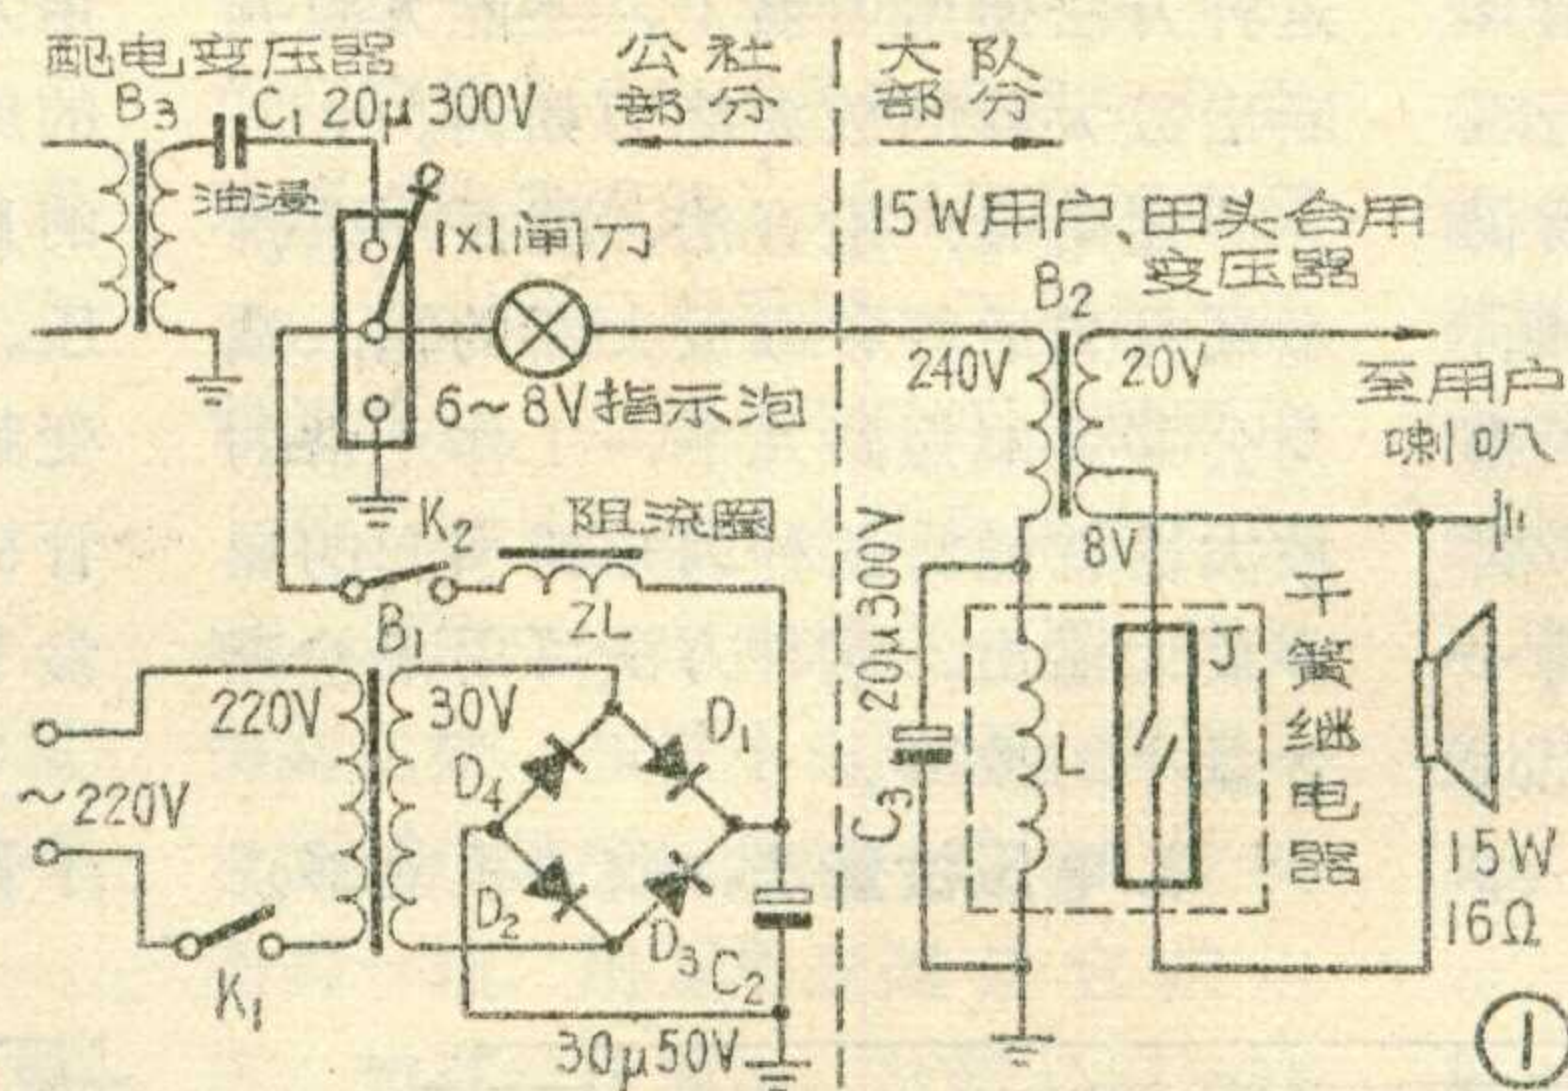 配电变压器
B₃
C₁ 20μ 300V
油浸
公社
部分
大队
部分
1x1闸刀
15W用户、田头合用
变压器
B₂
240V
20V
至用户
喇叭
6~8V指示泡
K₂
阻流圈
ZL
8V
20μ300V
C₃
干簧继电器
J
L
B₁
220V
30V
~220V
D₁
D₄
D₂
D₃
C₂
K₁
30μ50V
15W
16Ω
①